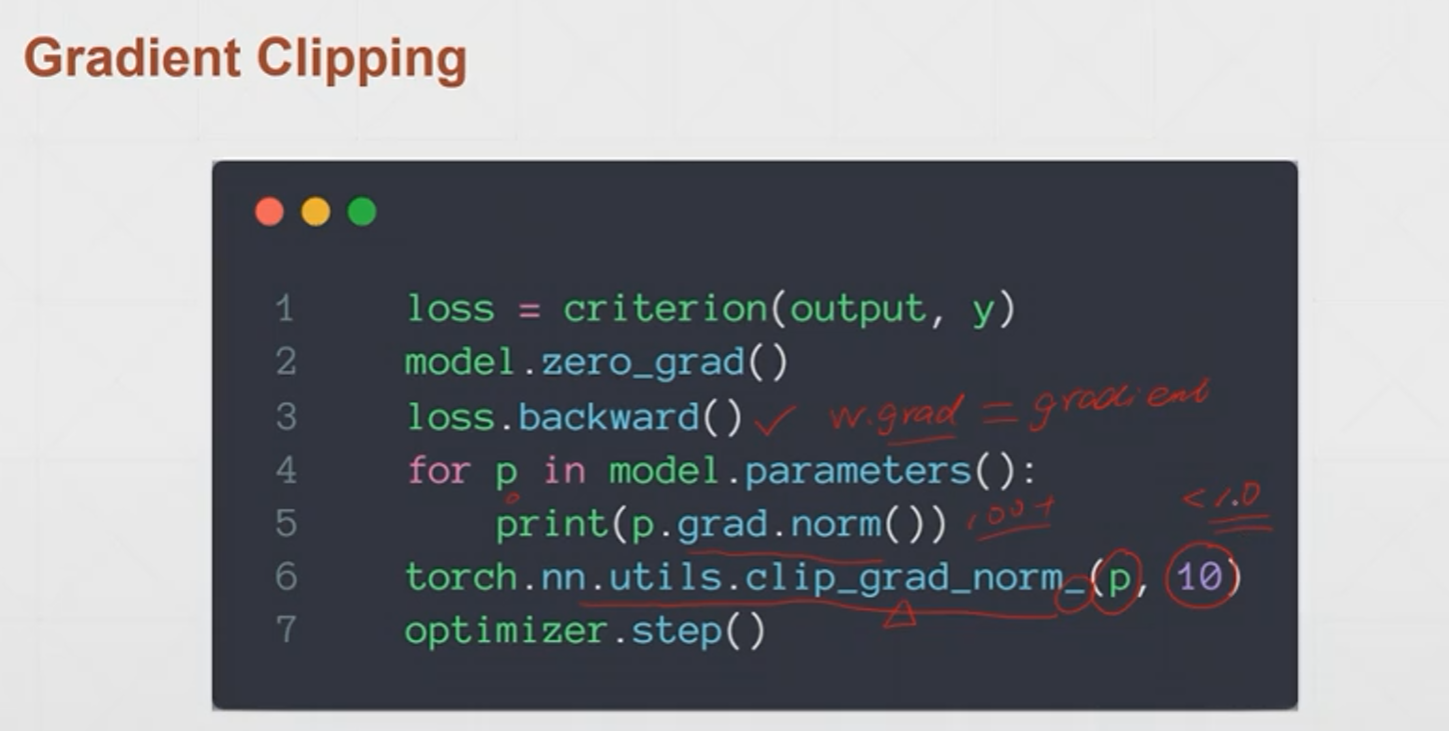 Gradient Clipping
1 loss = criterion(output, y)
2 model.zero_grad()
3 loss.backward() ✓ w.grad = gradient
4 for p in model.parameters():
< 1.0
5 print(p.grad.norm()) 100+
6 torch.nn.utils.clip_grad_norm_(p, 10)
7 optimizer.step()